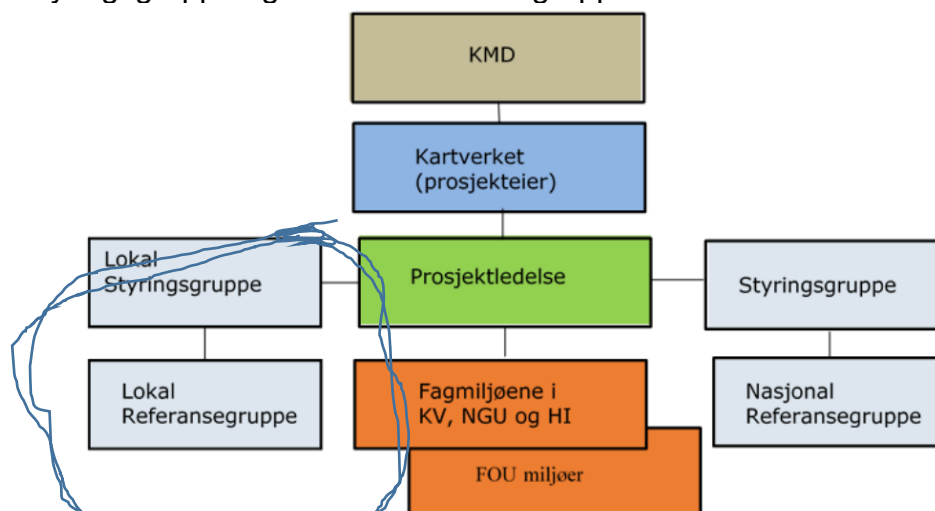 KMD
Kartverket
(prosjekteier)
Lokal
Styringsgruppe
Prosjektledelse
Styringsgruppe
Lokal
Referansegruppe
Fagmiljøene i
KV, NGU og HI
Nasjonal
Referansegruppe
FOU miljøer